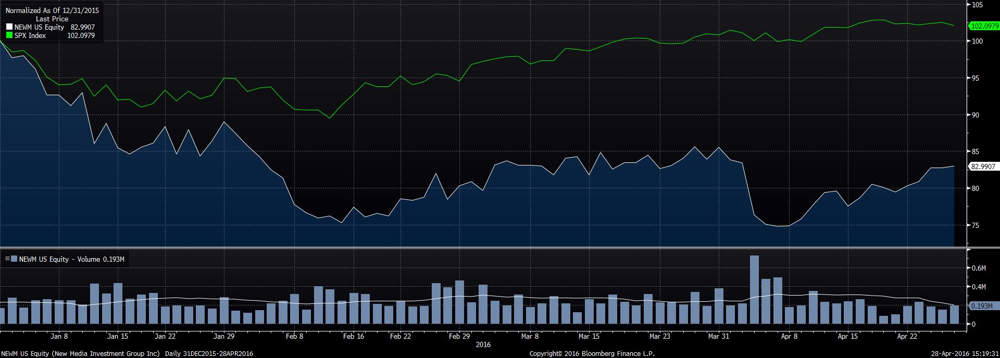 Normalized As Of 12/31/2015
Last Price
NEWM US Equity 82.9907
SPX Index 102.0979
105
102.0979
100
95
90
85
82.9907
80
75
NEWM US Equity - Volume 0.193M
0.6M
0.4M
0.193M
0
Jan 8 Jan 15 Jan 22 Jan 29 Feb 8 Feb 16 Feb 22 Feb 29 Mar 8 Mar 15 Mar 23 Mar 31 Apr 8 Apr 15 Apr 22
2016
NEWM US Equity (New Media Investment Group Inc) Daily 31DEC2015-28APR2016 Copyright© 2016 Bloomberg Finance L.P. 28-Apr-2016 15:19:31